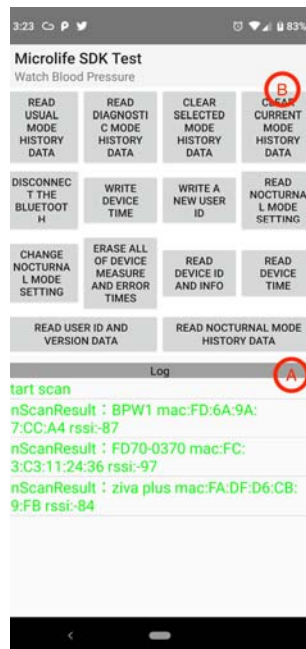 3:23 P 83%
Microlife SDK Test
Watch Blood Pressure
B
READ
USUAL
MODE
HISTORY
DATA
READ
DIAGNOSTI
C MODE
HISTORY
DATA
CLEAR
SELECTED
MODE
HISTORY
DATA
CLEAR
CURRENT
MODE
HISTORY
DATA
DISCONNEC
T THE
BLUETOOT
H
WRITE
DEVICE
TIME
WRITE A
NEW USER
ID
READ
NOCTURNA
L MODE
SETTING
CHANGE
NOCTURNA
L MODE
SETTING
ERASE ALL
OF DEVICE
MEASURE
AND ERROR
TIMES
READ
DEVICE ID
AND INFO
READ
DEVICE
TIME
READ USER ID AND
VERSION DATA
READ NOCTURNAL MODE
HISTORY DATA
Log
A
tart scan
nScanResult：BPW1 mac:FD:6A:9A:
7:CC:A4 rssi:-87
nScanResult：FD70-0370 mac:FC:
3:C3:11:24:36 rssi:-97
nScanResult：ziva plus mac:FA:DF:D6:CB:
9:FB rssi:-84